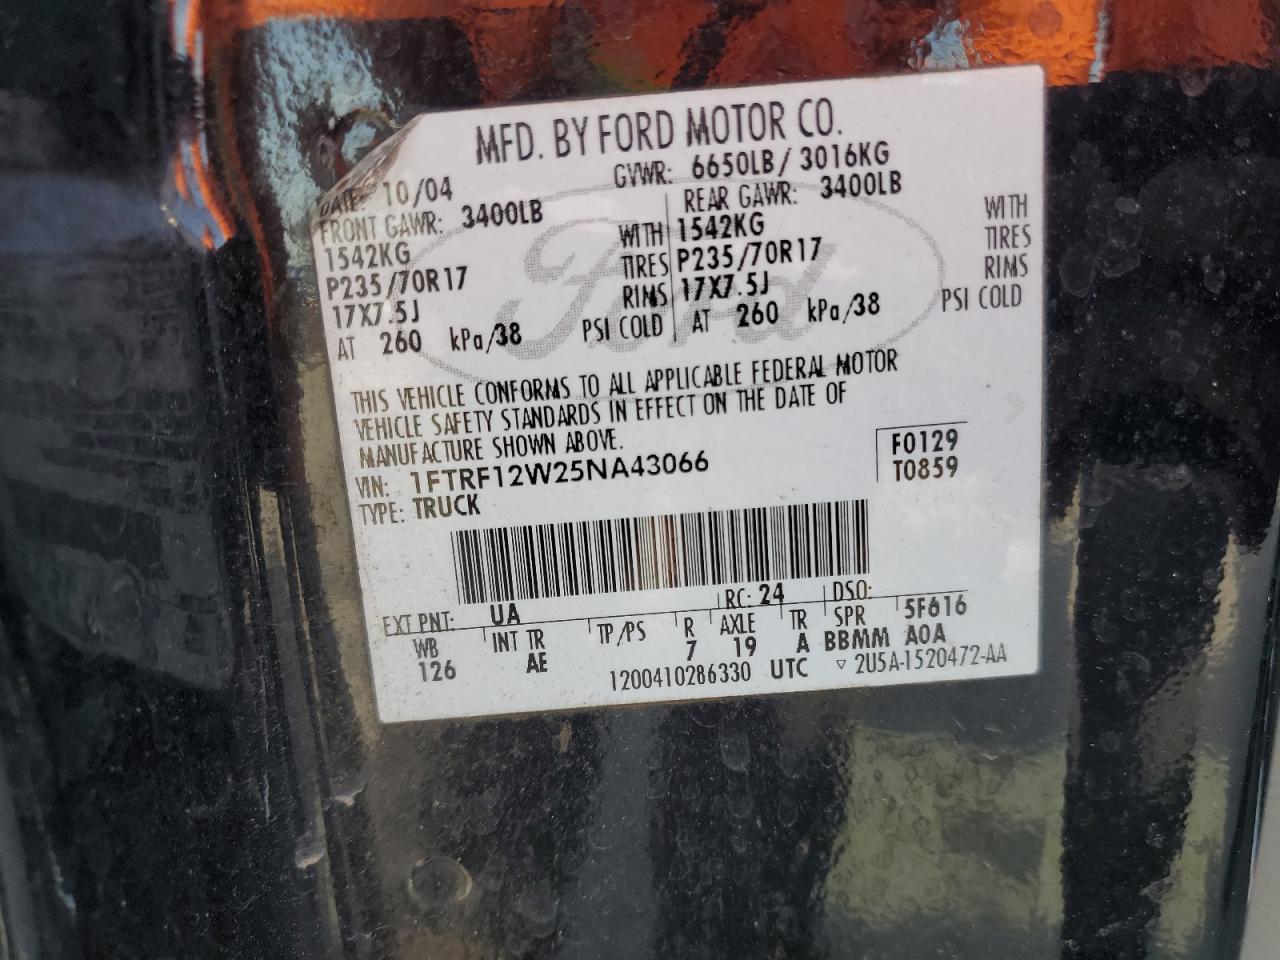 MFD. BY FORD MOTOR CO.
DATE: 10/04 GVWR: 6650LB / 3016KG
FRONT GAWR: 3400LB REAR GAWR: 3400LB
1542KG WITH 1542KG WITH
P235/70R17 TIRES P235/70R17 TIRES
17X7.5J RIMS 17X7.5J RIMS
AT 260 kPa/38 PSI COLD AT 260 kPa/38 PSI COLD
Ford
THIS VEHICLE CONFORMS TO ALL APPLICABLE FEDERAL MOTOR
VEHICLE SAFETY STANDARDS IN EFFECT ON THE DATE OF
MANUFACTURE SHOWN ABOVE.
VIN: 1FTRF12W25NA43066 F0129
TYPE: TRUCK T0859
EXT PNT: UA RC: 24 DSO:
WB INT TR TP/PS R AXLE TR SPR 5F616
126 AE 7 19 A BBMM A0A
1200410286330 UTC ▽ 2U5A-1520472-AA